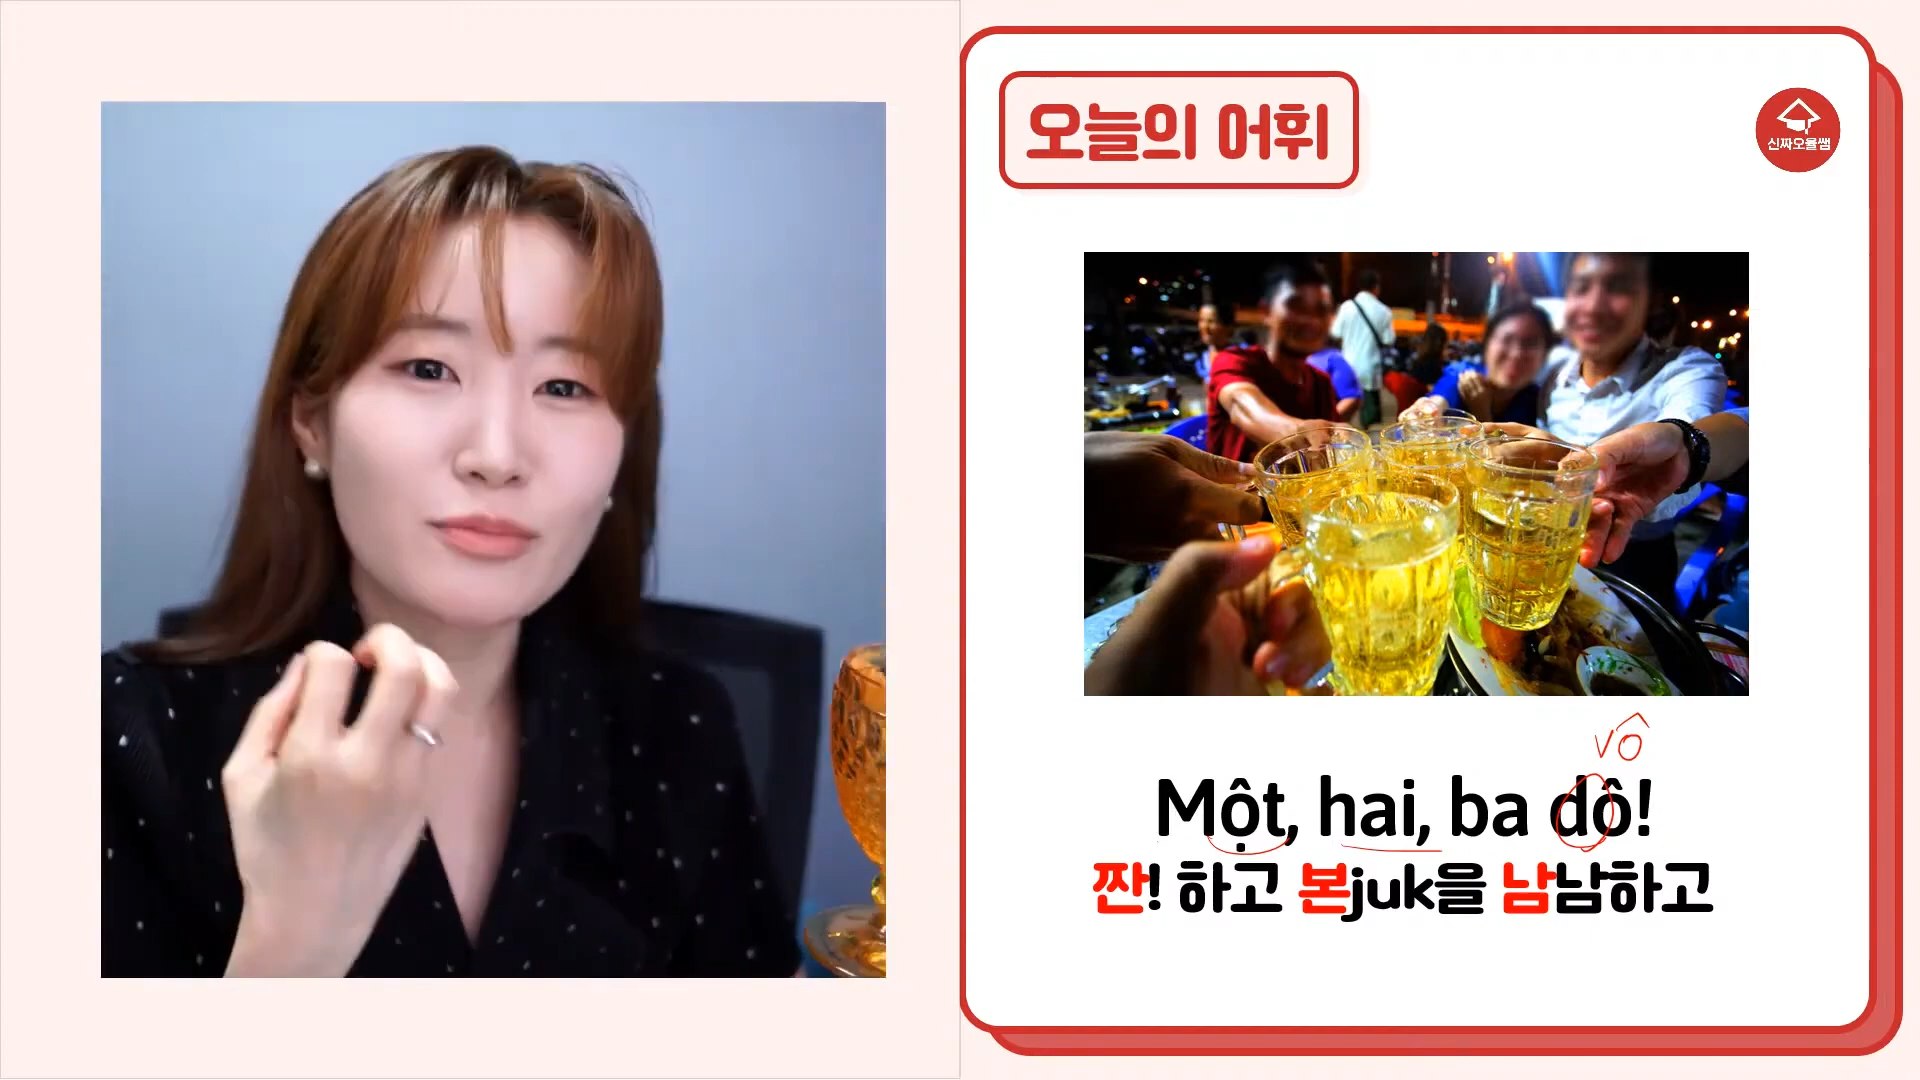 오늘의 어휘
신짜오율쌤
vô
Một, hai, ba dô!
짠! 하고 본juk을 남남하고